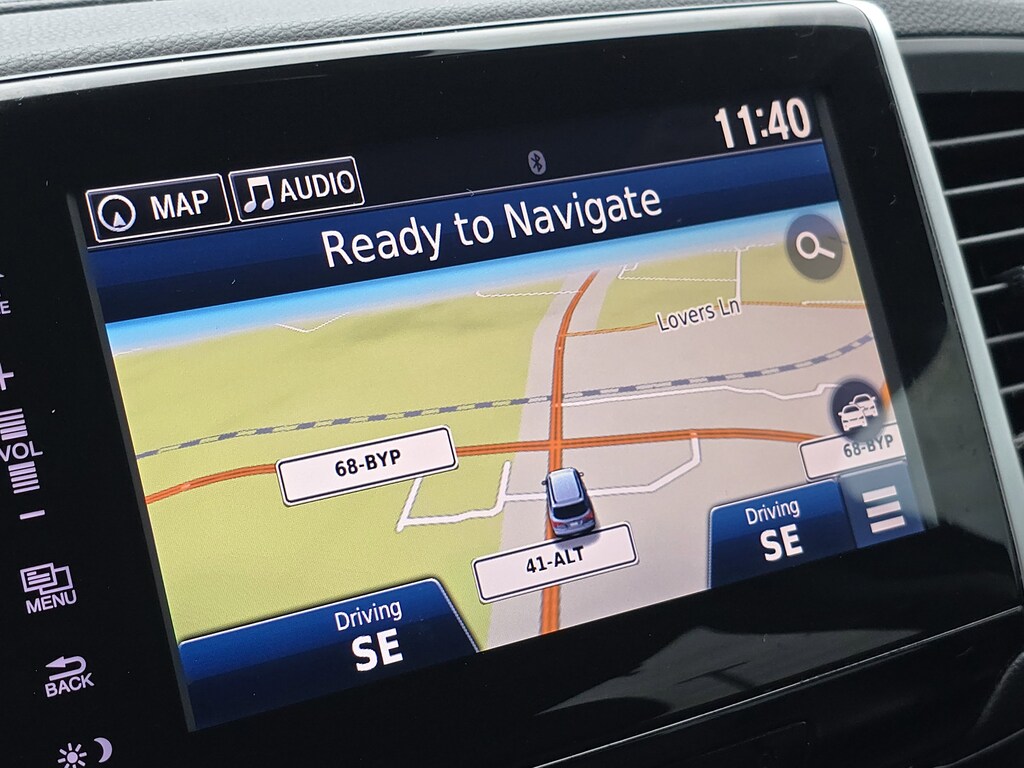 11:40
MAP
AUDIO
Ready to Navigate
Lovers Ln
68-BYP
68-BYP
41-ALT
Driving
SE
Driving
SE
VOL
MENU
BACK